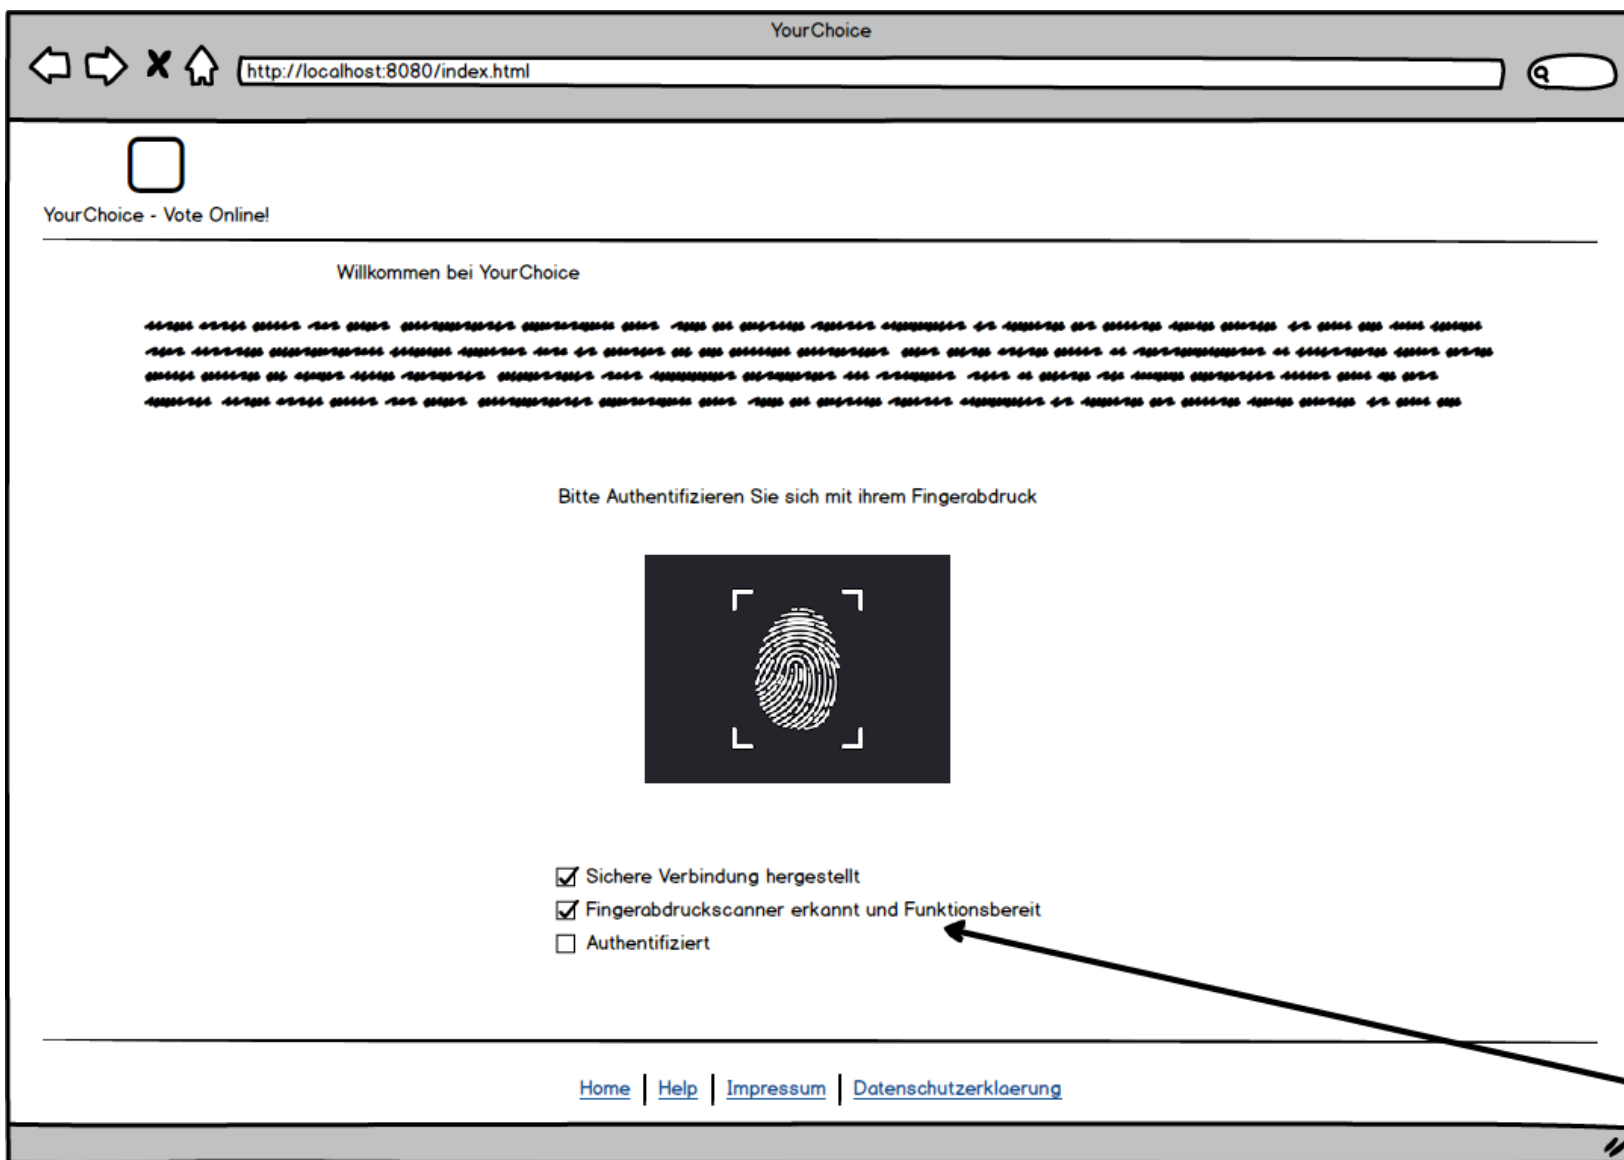 YourChoice
http://localhost:8080/index.html
YourChoice - Vote Online!
Willkommen bei YourChoice
Bitte Authentifizieren Sie sich mit ihrem Fingerabdruck
Sichere Verbindung hergestellt
Fingerabdruckscanner erkannt und Funktionsbereit
Authentifiziert
Home | Help | Impressum | Datenschutzerklaerung